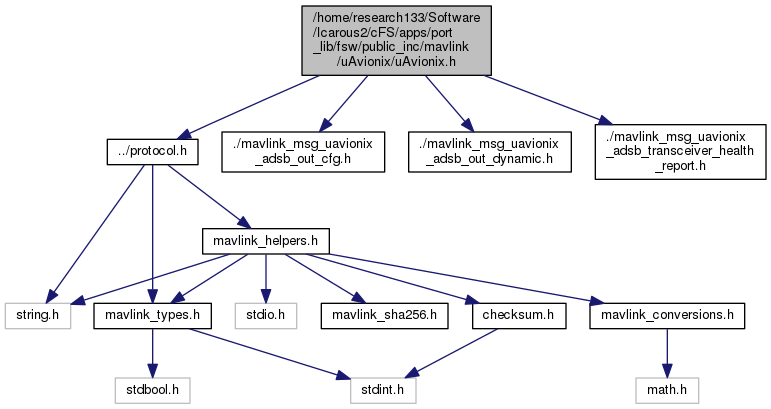 /home/research133/Software
/Icarous2/cFS/apps/port
_lib/fsw/public_inc/mavlink
/uAvionix/uAvionix.h
../protocol.h
./mavlink_msg_uavionix
_adsb_out_cfg.h
./mavlink_msg_uavionix
_adsb_out_dynamic.h
./mavlink_msg_uavionix
_adsb_transceiver_health
_report.h
mavlink_helpers.h
string.h
mavlink_types.h
stdio.h
mavlink_sha256.h
checksum.h
mavlink_conversions.h
stdbool.h
stdint.h
math.h